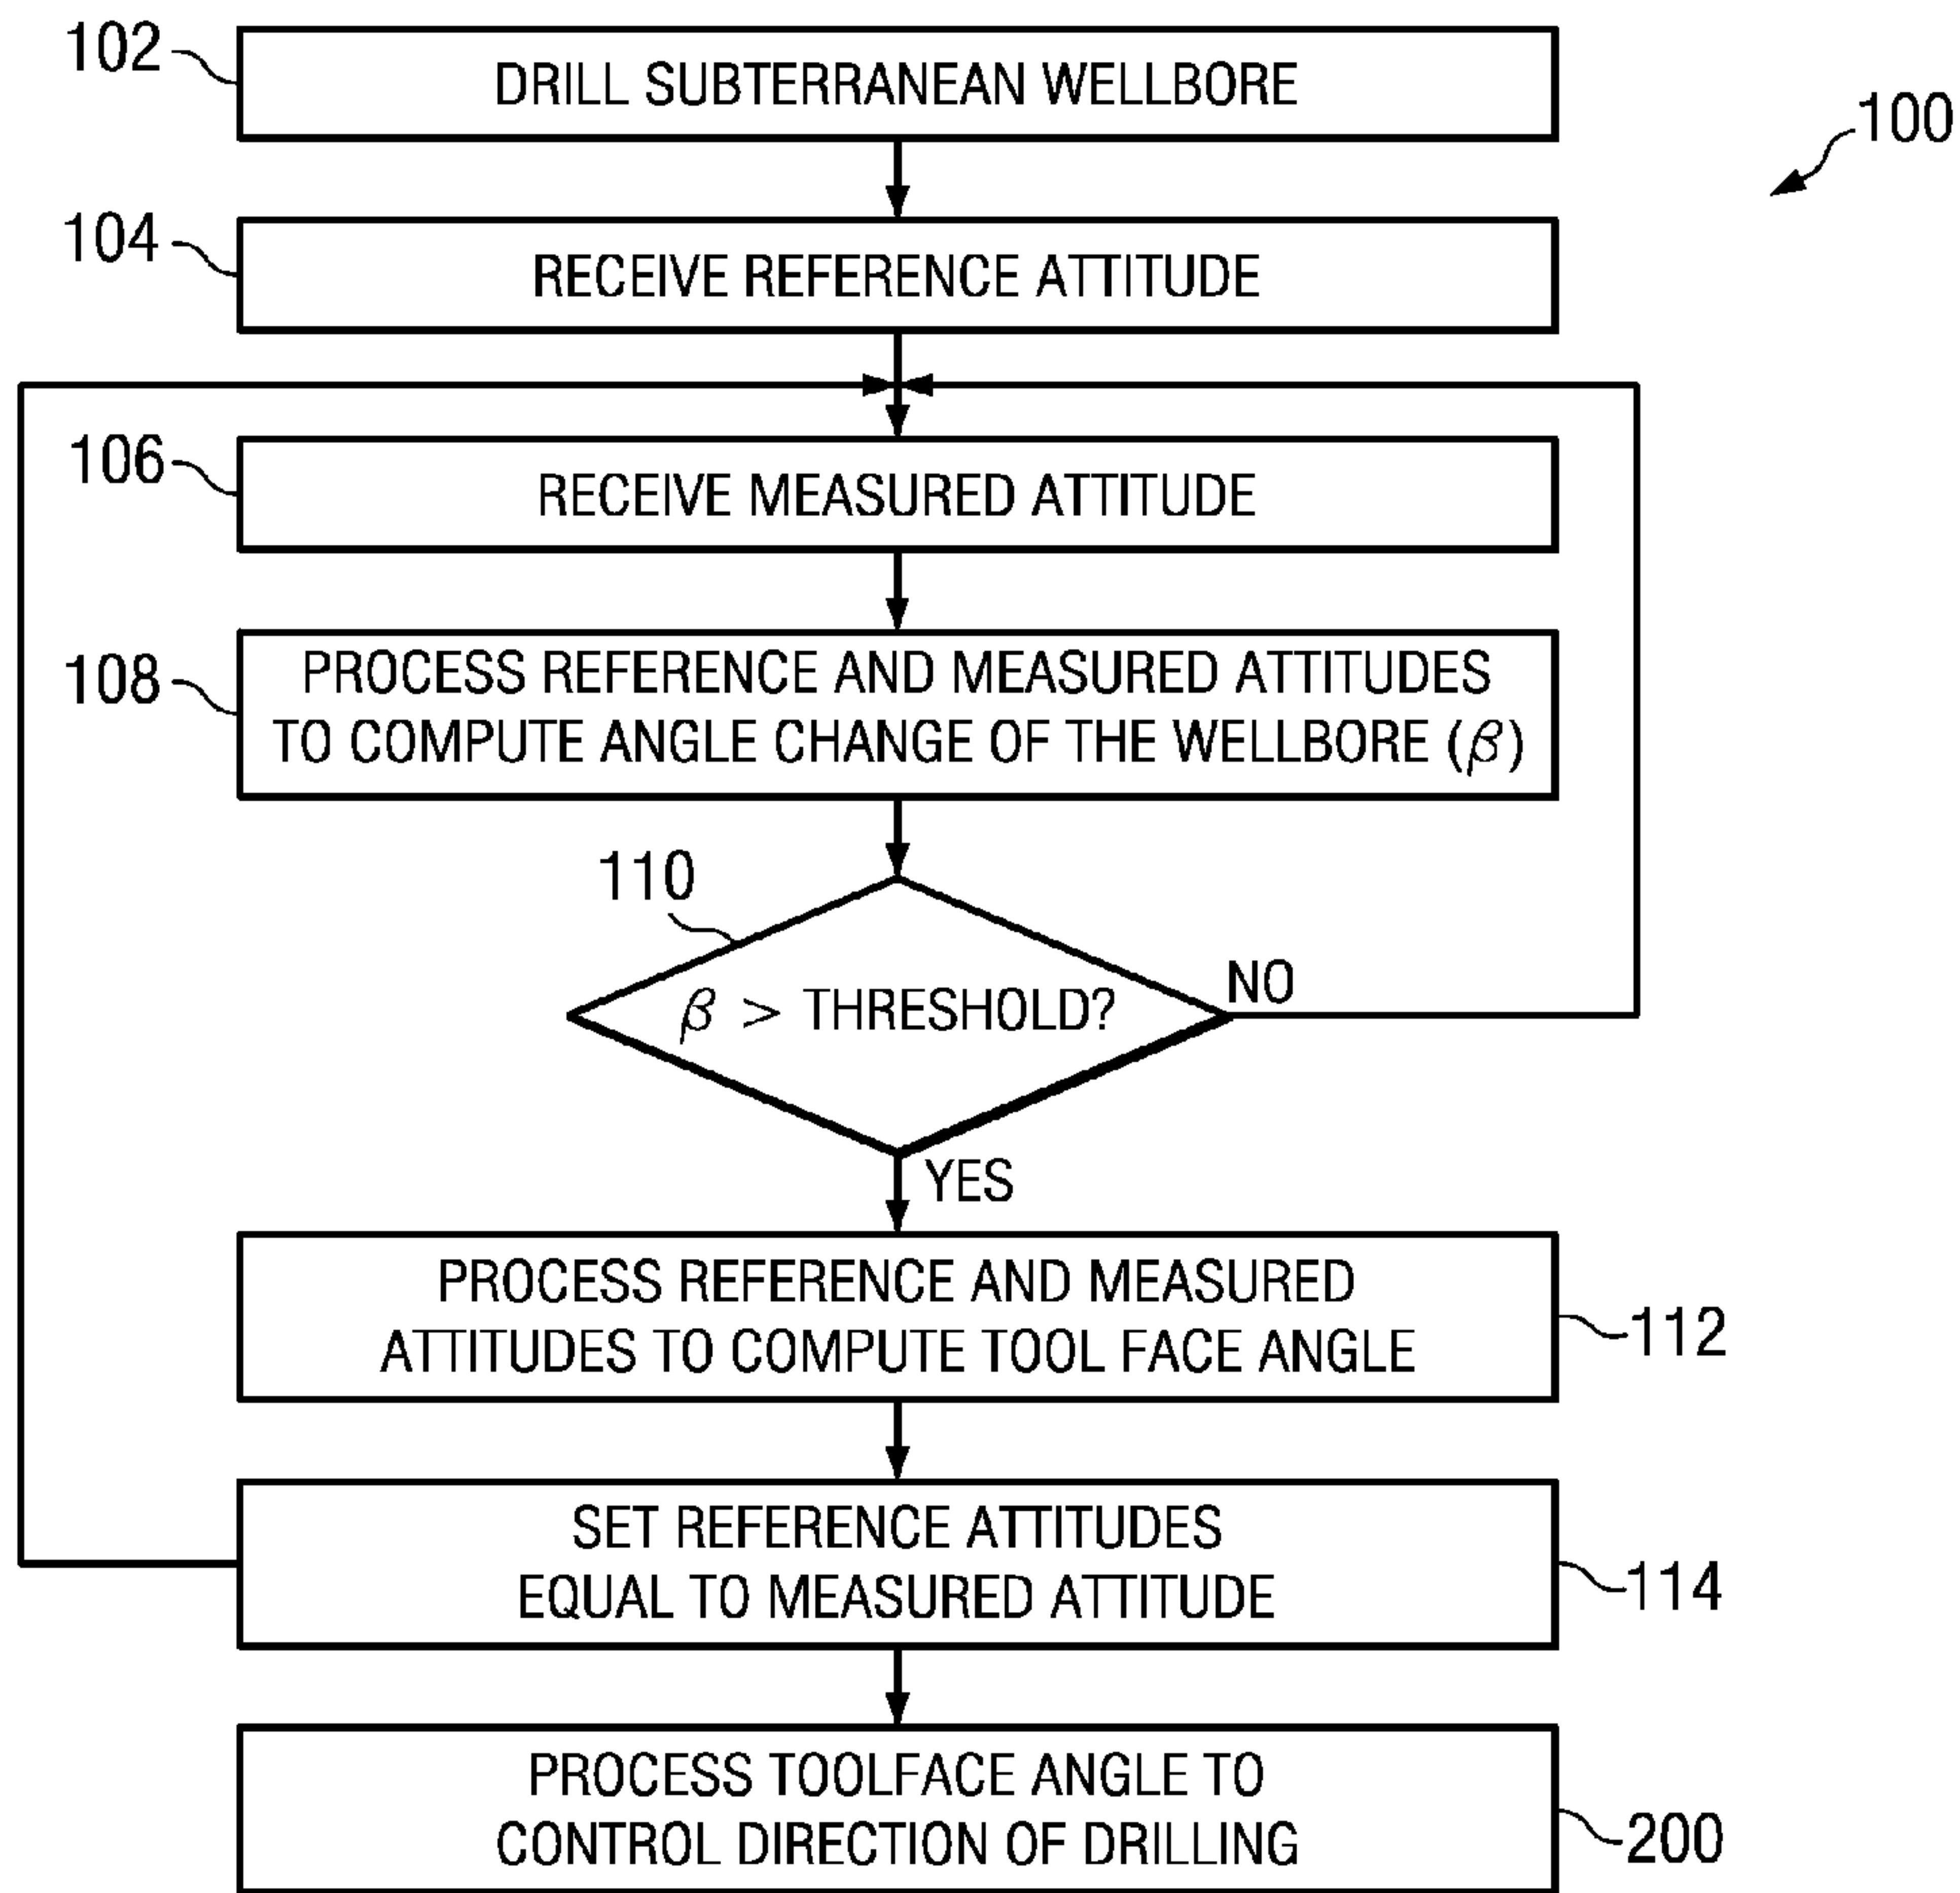 102
DRILL SUBTERRANEAN WELLBORE
100
104
RECEIVE REFERENCE ATTITUDE
106
RECEIVE MEASURED ATTITUDE
108
PROCESS REFERENCE AND MEASURED ATTITUDES
TO COMPUTE ANGLE CHANGE OF THE WELLBORE (β)
110
β > THRESHOLD?
NO
YES
PROCESS REFERENCE AND MEASURED
ATTITUDES TO COMPUTE TOOL FACE ANGLE
112
SET REFERENCE ATTITUDES
EQUAL TO MEASURED ATTITUDE
114
PROCESS TOOLFACE ANGLE TO
CONTROL DIRECTION OF DRILLING
200